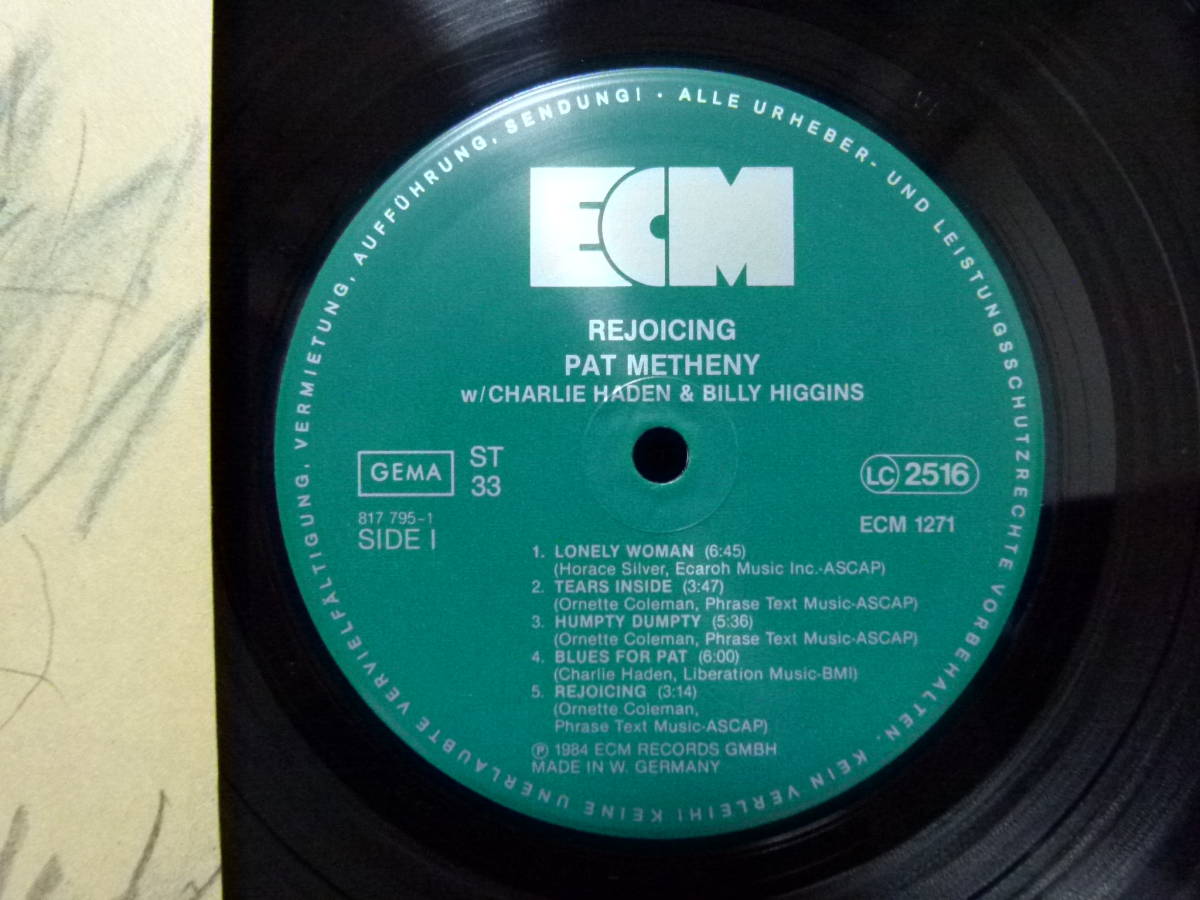 ALLE URHEBER- UND LEISTUNGSSCHUTZRECHTE VORBEHALTEN. KEIN VERLEIH! KEINE UNERLAUBTE VERVIELFÄLTIGUNG, VERMIETUNG, AUFFÜHRUNG, SENDUNG! •
ECM
REJOICING
PAT METHENY
w/CHARLIE HADEN & BILLY HIGGINS
GEMA
ST
33
LC 2516
817 795-1
SIDE I
ECM 1271
1. LONELY WOMAN (6:45)
(Horace Silver, Ecaroh Music Inc.-ASCAP)
2. TEARS INSIDE (3:47)
(Ornette Coleman, Phrase Text Music-ASCAP)
3. HUMPTY DUMPTY (5:36)
(Ornette Coleman, Phrase Text Music-ASCAP)
4. BLUES FOR PAT (6:00)
(Charlie Haden, Liberation Music-BMI)
5. REJOICING (3:14)
(Ornette Coleman,
Phrase Text Music-ASCAP)
℗ 1984 ECM RECORDS GMBH
MADE IN W. GERMANY